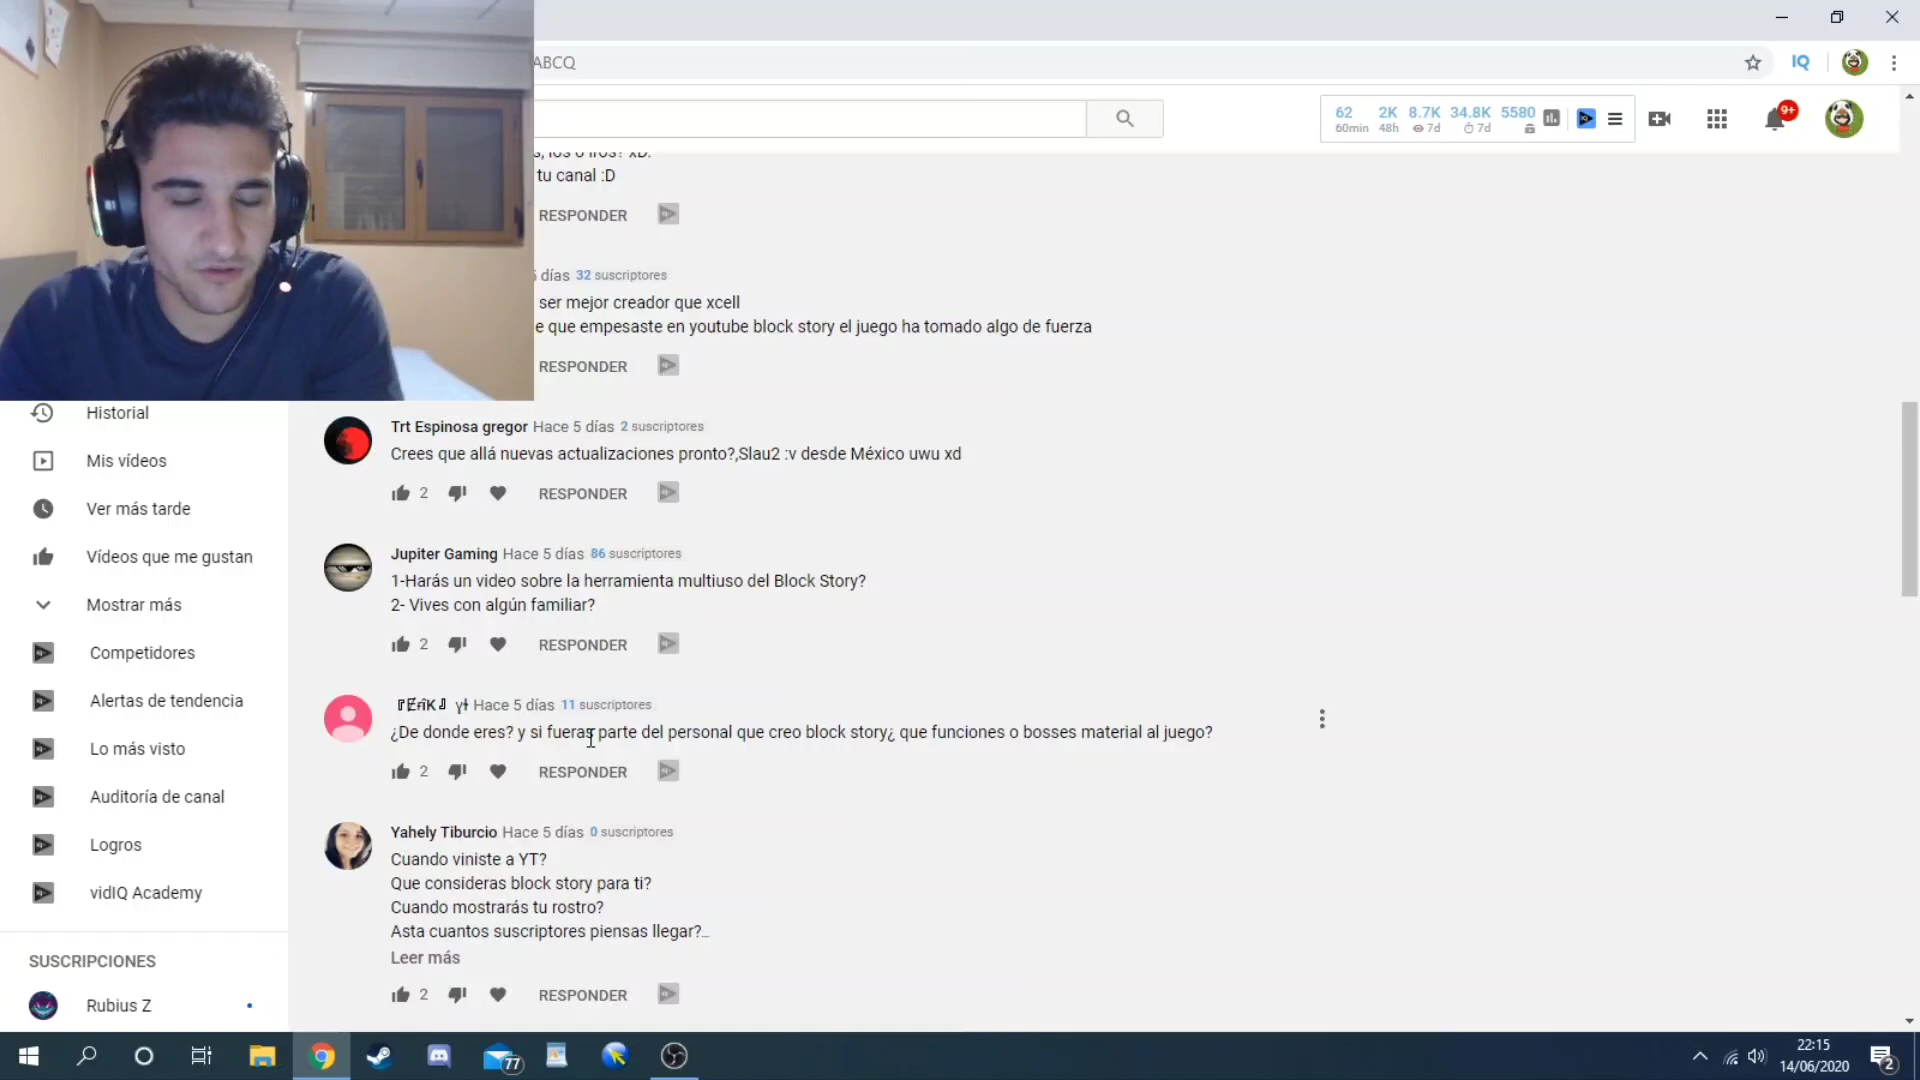 ABCQ
IQ
62 2K 8.7K 34.8K 5580
60min 48h 7d 7d
9+
s, los o iros? xD.
tu canal :D
RESPONDER
días 32 suscriptores
ser mejor creador que xcell
e que empesaste en youtube block story el juego ha tomado algo de fuerza
RESPONDER
Historial
Mis vídeos
Ver más tarde
Vídeos que me gustan
Mostrar más
Competidores
Alertas de tendencia
Lo más visto
Auditoría de canal
Logros
vidIQ Academy
SUSCRIPCIONES
Rubius Z
Trt Espinosa gregor Hace 5 días 2 suscriptores
Crees que allá nuevas actualizaciones pronto?,Slau2 :v desde México uwu xd
2 RESPONDER
Jupiter Gaming Hace 5 días 86 suscriptores
1-Harás un video sobre la herramienta multiuso del Block Story?
2- Vives con algún familiar?
2 RESPONDER
Hace 5 días 11 suscriptores
¿De donde eres? y si fueras parte del personal que creo block story¿ que funciones o bosses material al juego?
2 RESPONDER
Yahely Tiburcio Hace 5 días 0 suscriptores
Cuando viniste a YT?
Que consideras block story para ti?
Cuando mostrarás tu rostro?
Asta cuantos suscriptores piensas llegar?...
Leer más
2 RESPONDER
77
22:15
14/06/2020
2